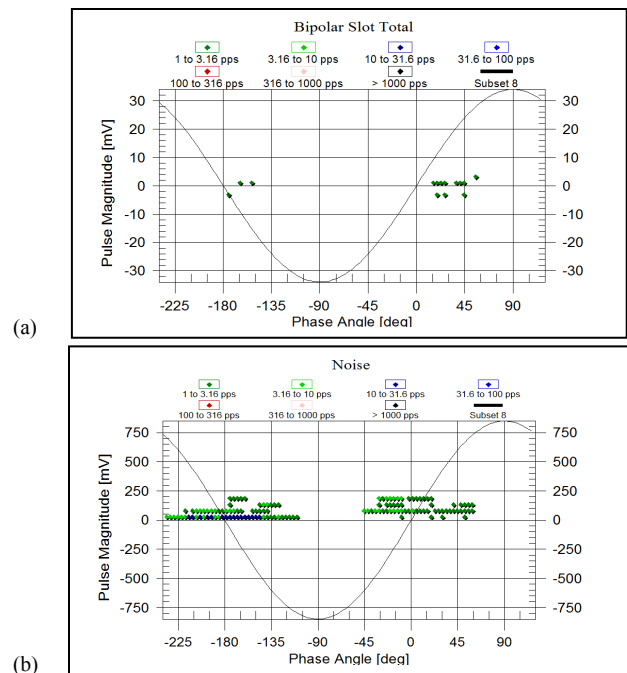 Bipolar Slot Total
1 to 3.16 pps 3.16 to 10 pps 10 to 31.6 pps 31.6 to 100 pps
100 to 316 pps 316 to 1000 pps > 1000 pps Subset 8
Pulse Magnitude [mV]
30 30
20 20
10 10
0 0
-10 -10
-20 -20
-30 -30
-225 -180 -135 -90 -45 0 45 90
Phase Angle [deg]
(a)
Noise
1 to 3.16 pps 3.16 to 10 pps 10 to 31.6 pps 31.6 to 100 pps
100 to 316 pps 316 to 1000 pps > 1000 pps Subset 8
Pulse Magnitude [mV]
750 750
500 500
250 250
0 0
-250 -250
-500 -500
-750 -750
-225 -180 -135 -90 -45 0 45 90
Phase Angle [deg]
(b)